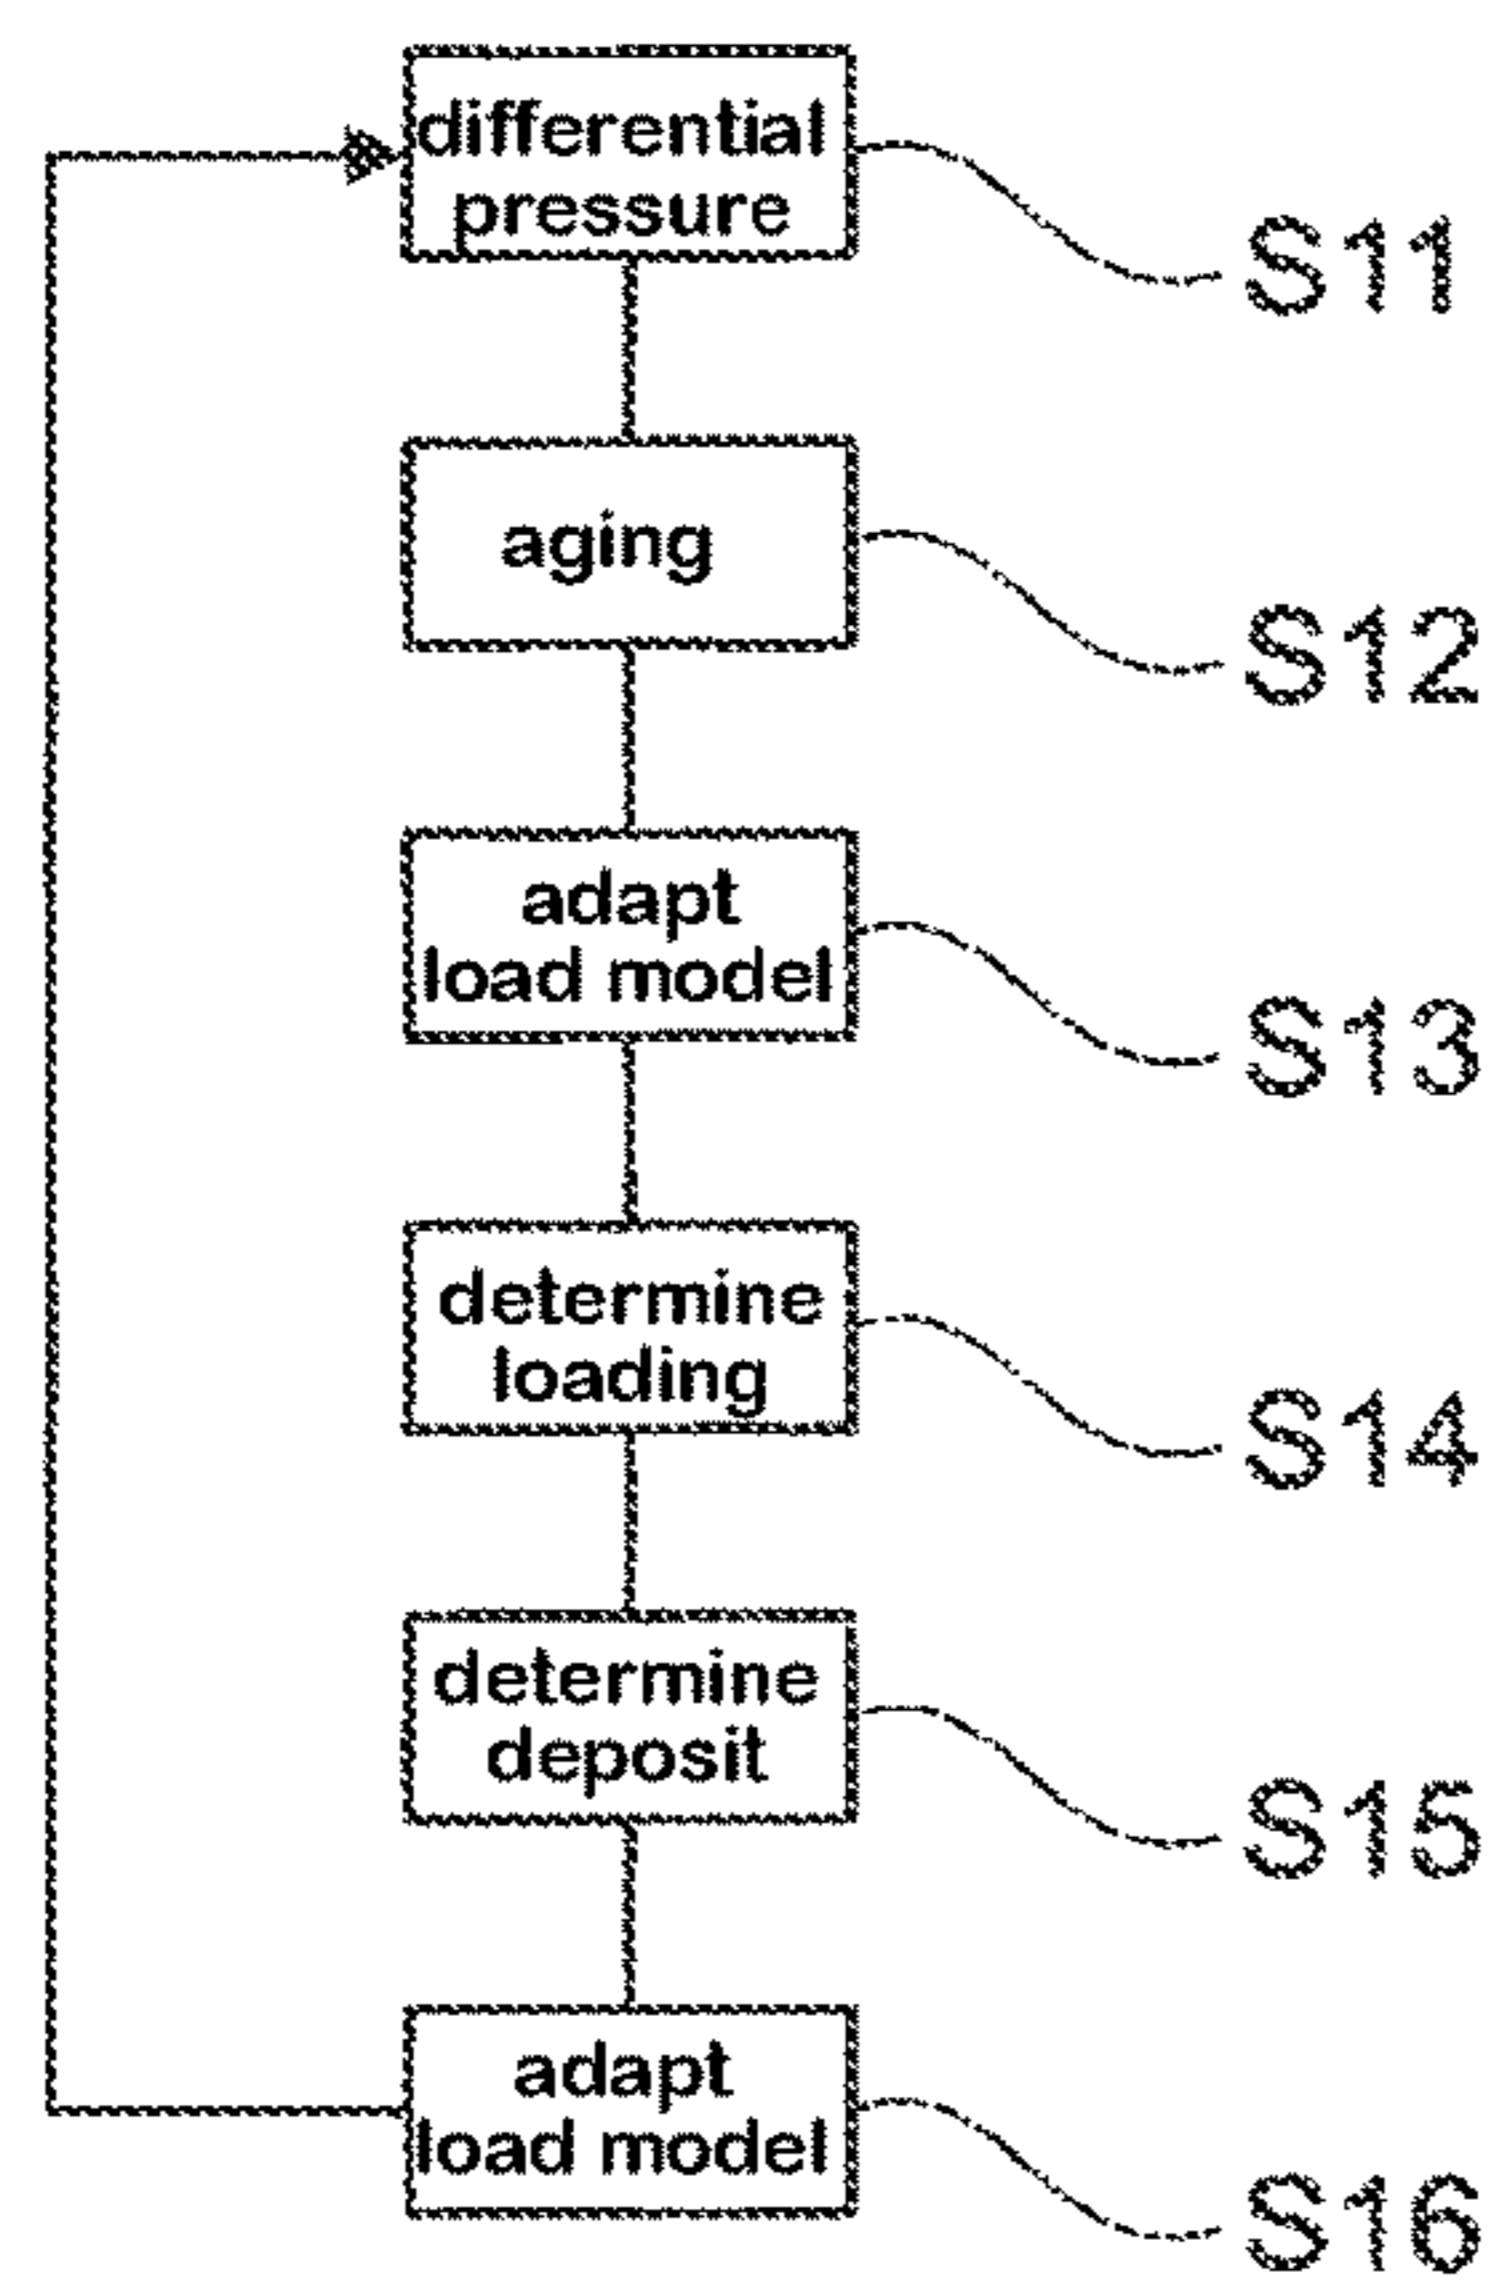 differential
pressure
S11
aging
S12
adapt
load model
S13
determine
loading
S14
determine
deposit
S15
adapt
load model
S16